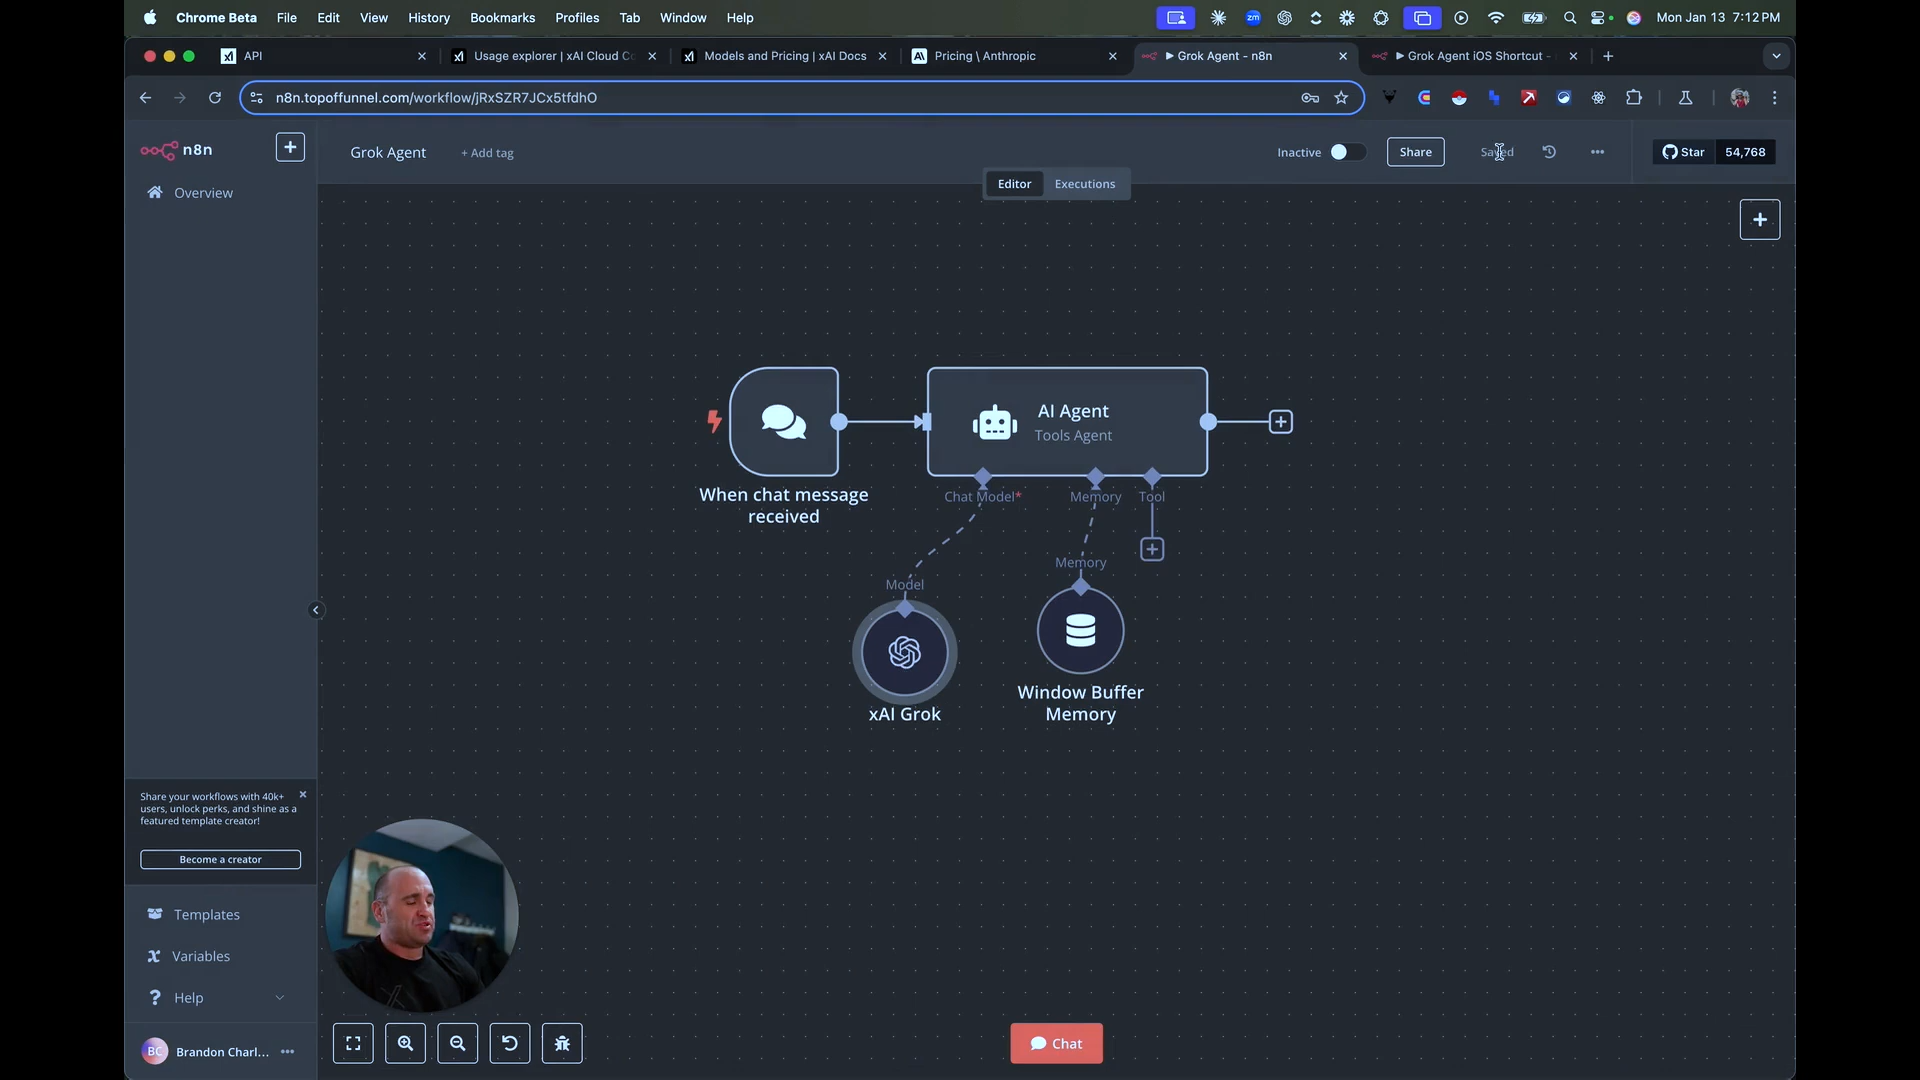 Chrome Beta File Edit View History Bookmarks Profiles Tab Window Help
zm
Mon Jan 13 7:12 PM
API
Usage explorer | xAI Cloud Co
Models and Pricing | xAI Docs
Pricing \ Anthropic
Grok Agent - n8n
Grok Agent iOS Shortcut -
n8n.topoffunnel.com/workflow/jRxSZR7JCx5tfdhO
n8n
Grok Agent
+ Add tag
Inactive
Share
Saved
Star
54,768
Editor
Executions
Overview
AI Agent
Tools Agent
When chat message
received
Chat Model*
Memory
Tool
Memory
Model
xAI Grok
Window Buffer
Memory
Share your workflows with 40k+
users, unlock perks, and shine as a
featured template creator!
Become a creator
Templates
Variables
Help
BC
Brandon Charl...
Chat